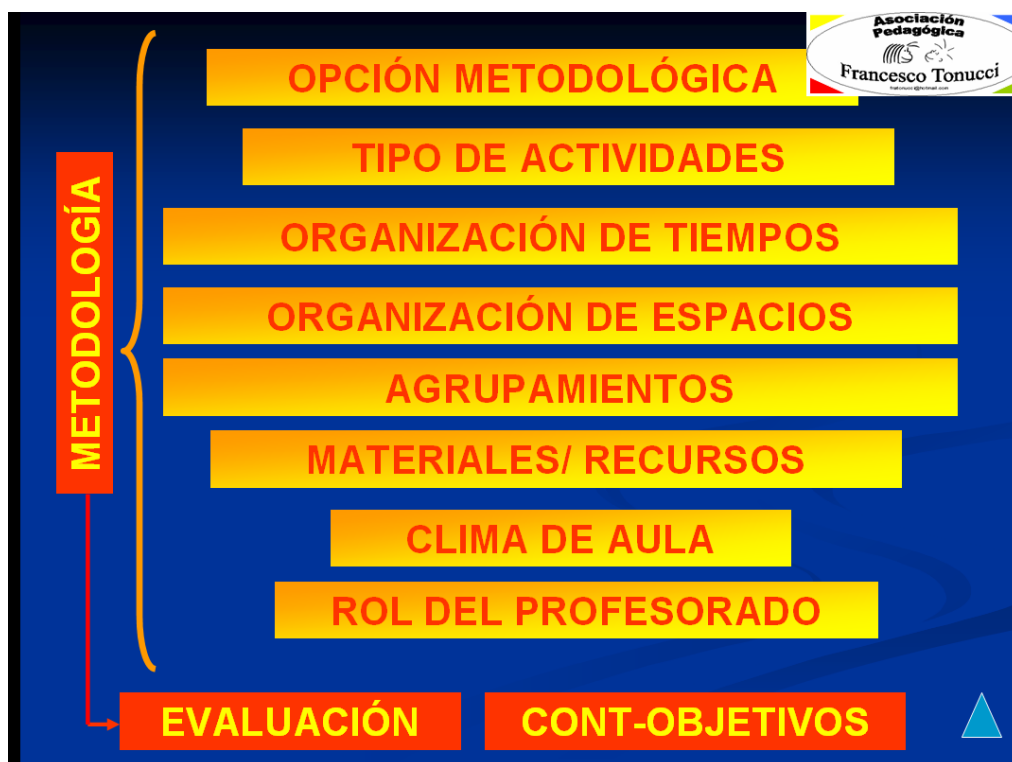 Asociación
Pedagógica
Francesco Tonucci
OPCIÓN METODOLÓGICA
TIPO DE ACTIVIDADES
ORGANIZACIÓN DE TIEMPOS
ORGANIZACIÓN DE ESPACIOS
AGRUPAMIENTOS
MATERIALES/ RECURSOS
CLIMA DE AULA
ROL DEL PROFESORADO
METODOLOGÍA
EVALUACIÓN
CONT-OBJETIVOS